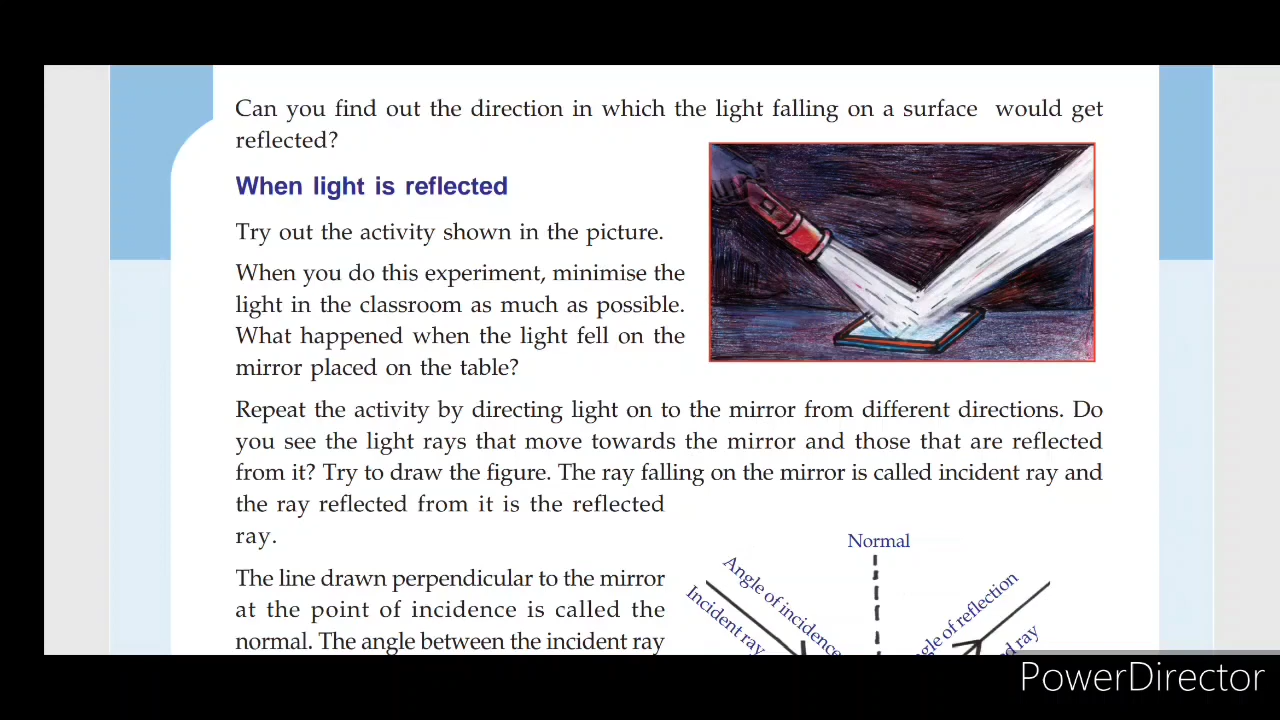 Can you find out the direction in which the light falling on a surface would get
reflected?
When light is reflected
Try out the activity shown in the picture.
When you do this experiment, minimise the
light in the classroom as much as possible.
What happened when the light fell on the
mirror placed on the table?
Repeat the activity by directing light on to the mirror from different directions. Do
you see the light rays that move towards the mirror and those that are reflected
from it? Try to draw the figure. The ray falling on the mirror is called incident ray and
the ray reflected from it is the reflected
ray.
The line drawn perpendicular to the mirror
at the point of incidence is called the
normal. The angle between the incident ray
Normal
Angle of incidence
Incident ray
gle of reflection
ed ray
PowerDirector